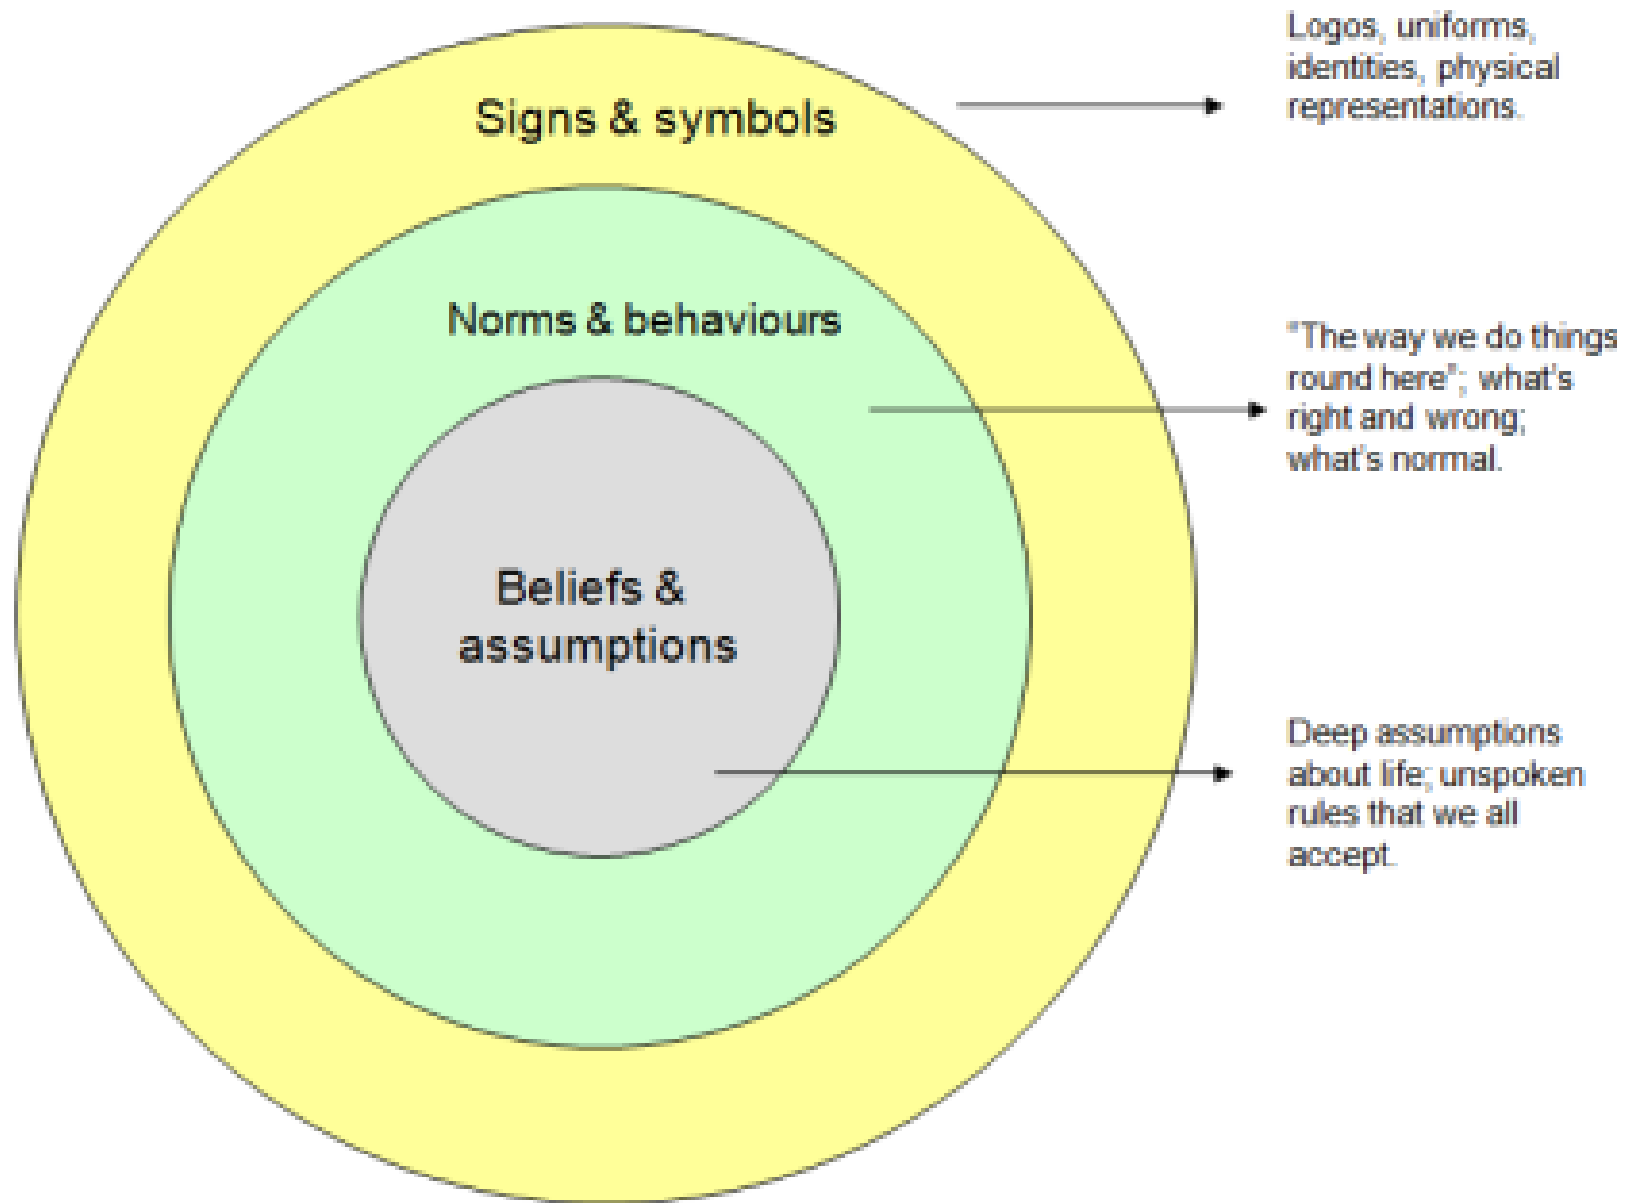 Signs & symbols
Logos, uniforms,
identities, physical
representations.
Norms & behaviours
"The way we do things
round here"; what's
right and wrong;
what's normal.
Beliefs &
assumptions
Deep assumptions
about life; unspoken
rules that we all
accept.